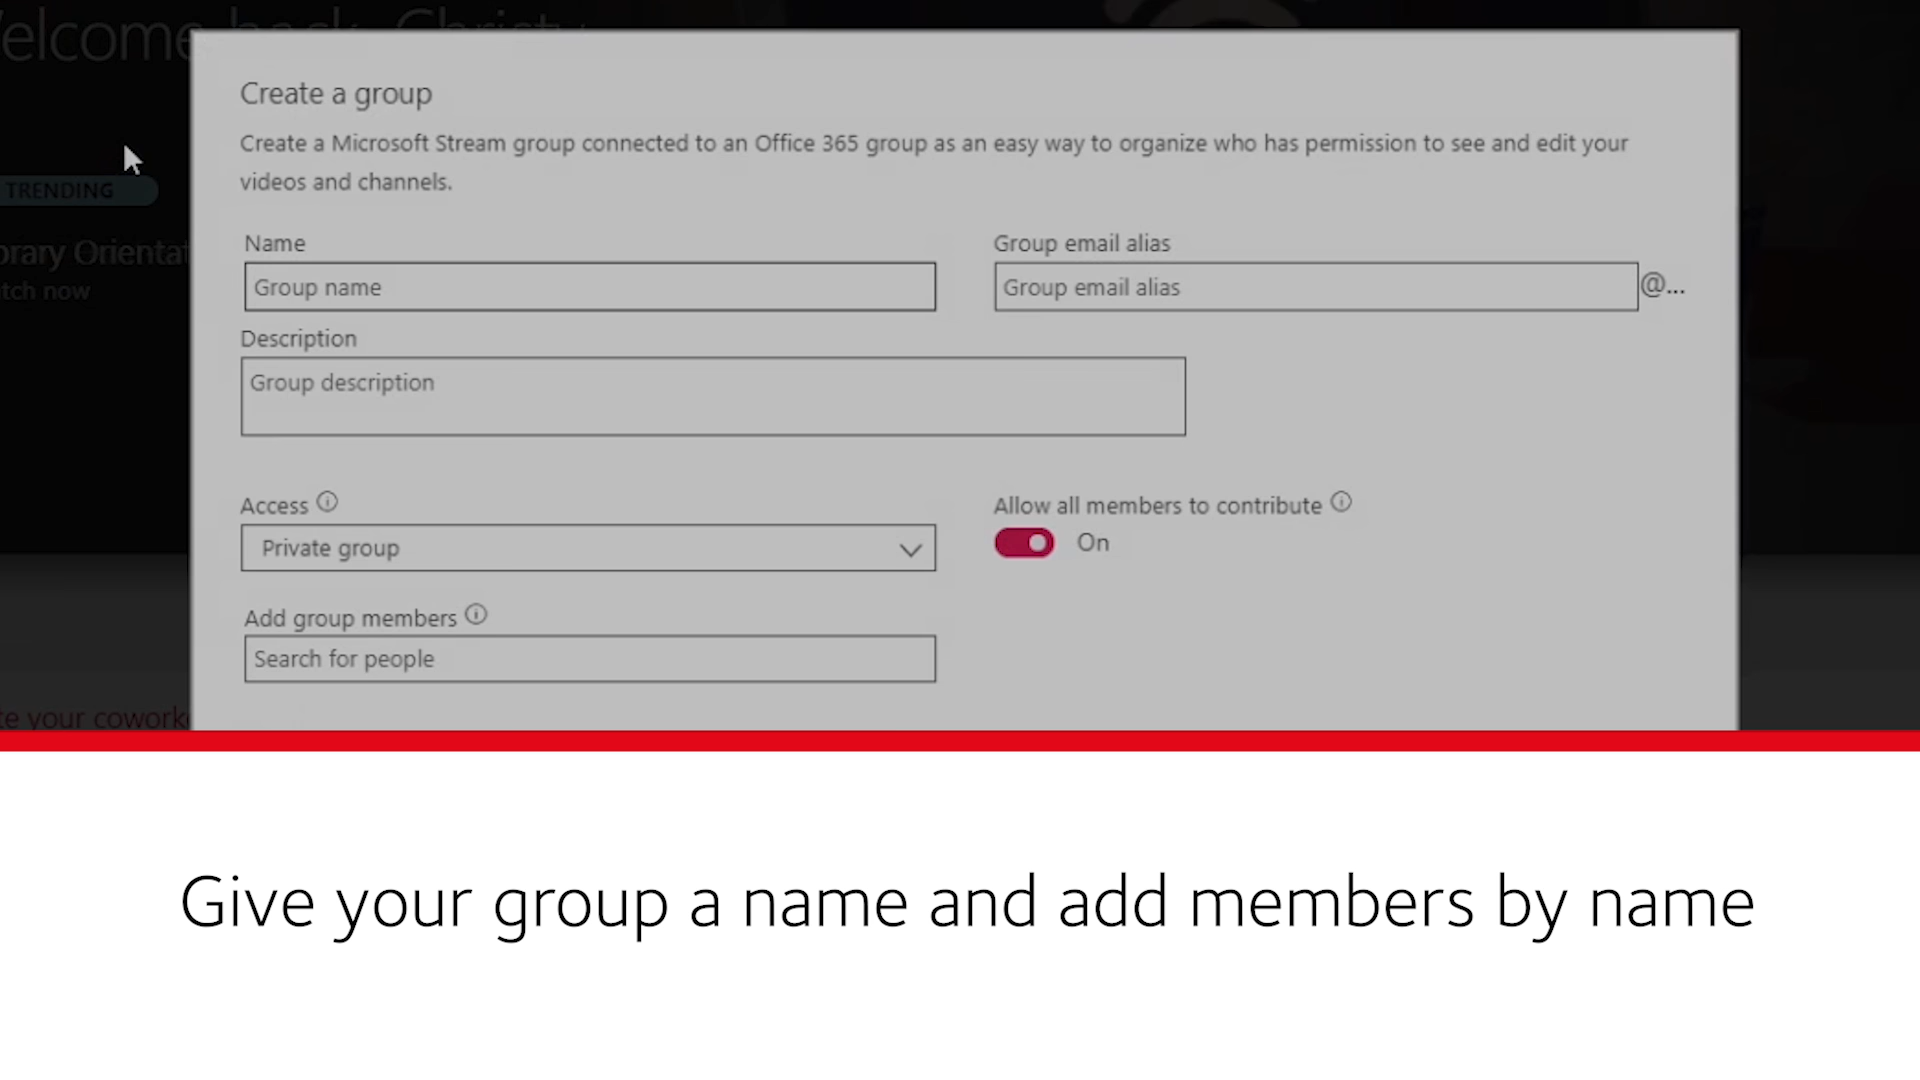 Welcome back, Christy
TRENDING
Create a group
Create a Microsoft Stream group connected to an Office 365 group as an easy way to organize who has permission to see and edit your
videos and channels.
Name
Group email alias
Group name
Group email alias
@...
Description
Group description
Access
Allow all members to contribute
Private group
On
Add group members
Search for people
Give your group a name and add members by name